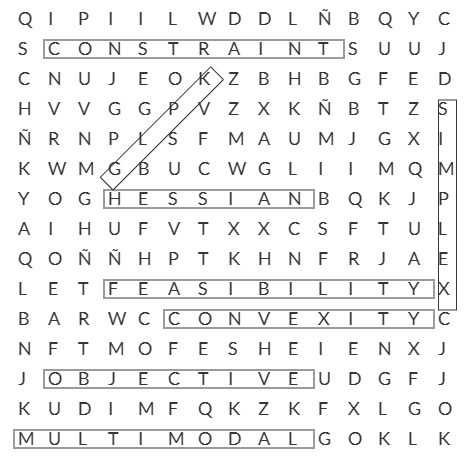 Q I P I I L W D D L Ñ B Q Y C
S C O N S T R A I N T S U U J
C N U J E O K Z B H B G F E D
H V V G G P V Z X K Ñ B T Z S
Ñ R N P L S F M A U M J G X I
K W M G B U C W G L I I M Q M
Y O G H E S S I A N B Q K J P
A I H U F V T X X C S F T U L
Q O Ñ Ñ H P T K H N F R J A E
L E T F E A S I B I L I T Y X
B A R W C C O N V E X I T Y C
N F T M O F E S H E I E N X J
J O B J E C T I V E U D G F J
K U D I M F Q K Z K F X L G O
M U L T I M O D A L G O K L K